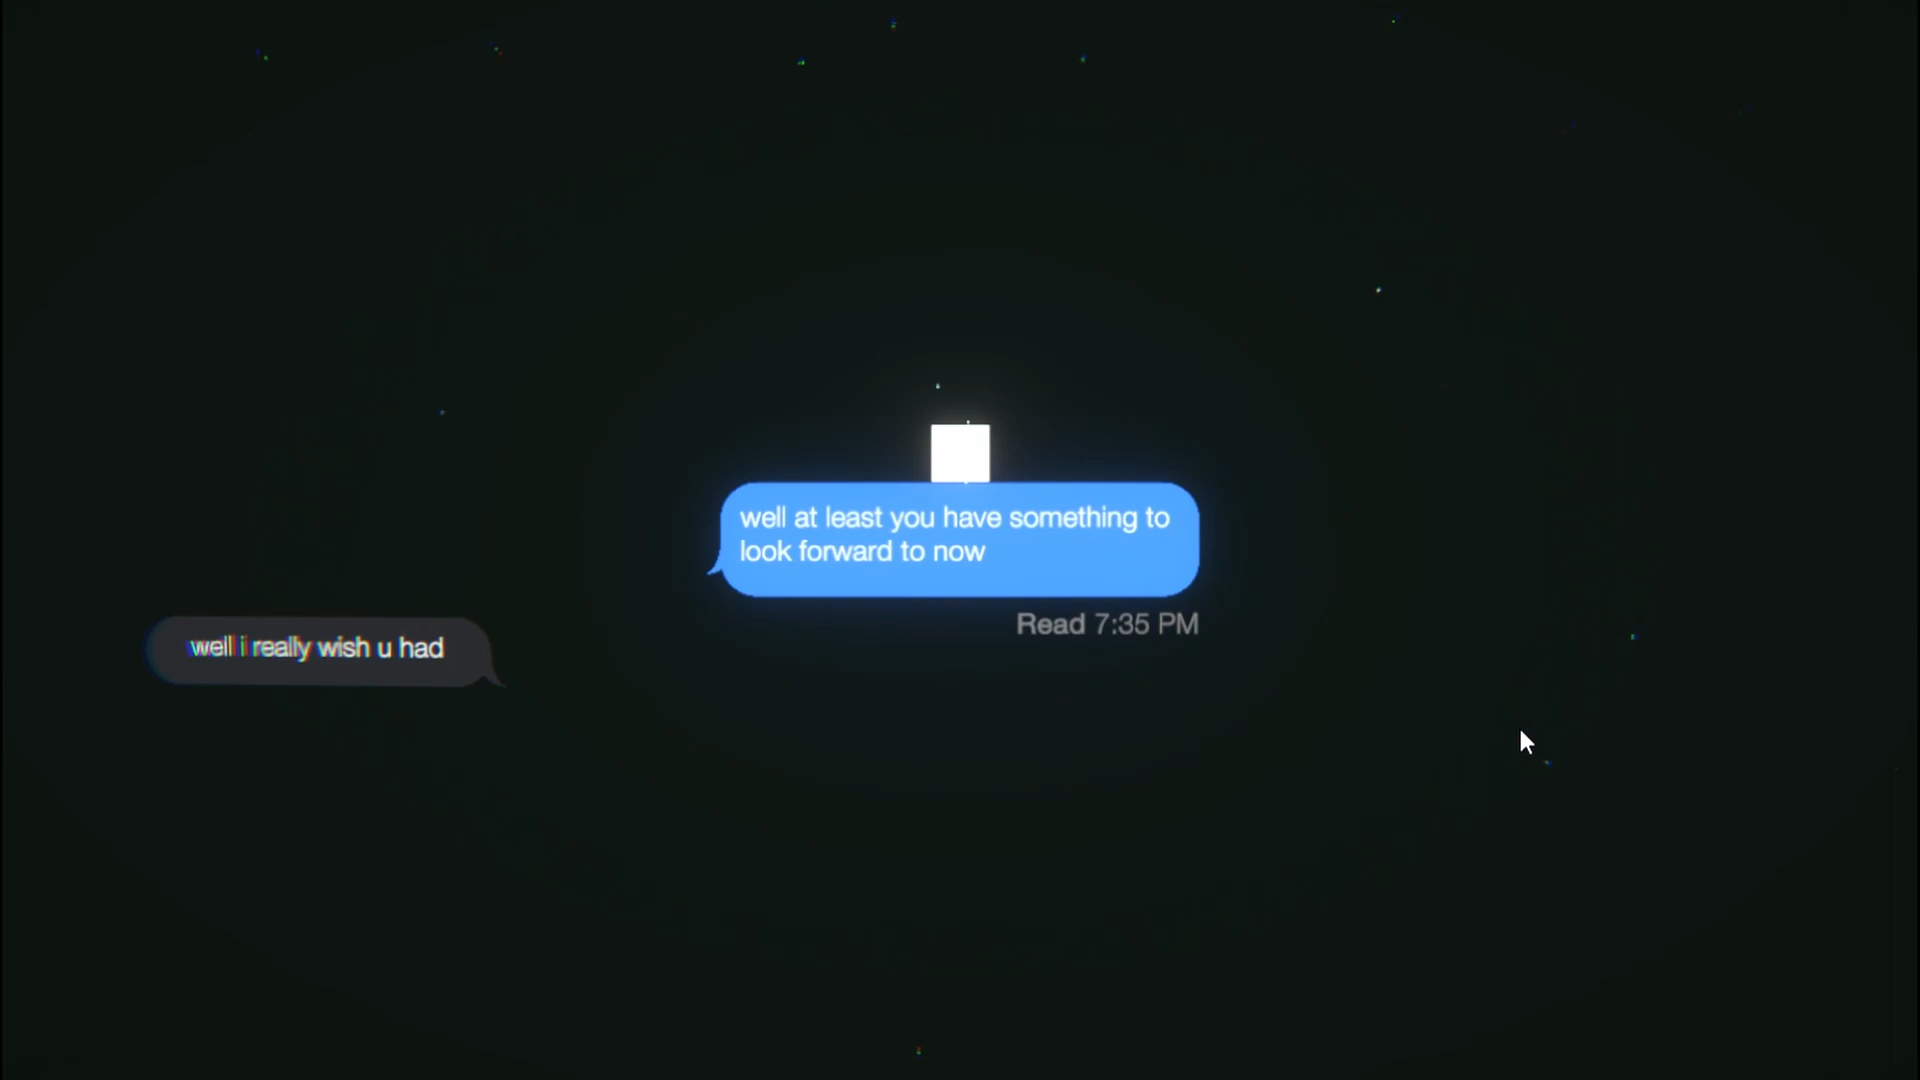 well at least you have something to
look forward to now
Read 7:35 PM
well i really wish u had